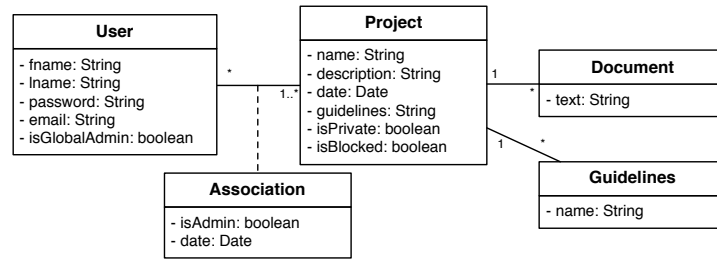 User
- fname: String
- lname: String
- password: String
- email: String
- isGlobalAdmin: boolean
*
1..*
Project
- name: String
- description: String
- date: Date
- guidelines: String
- isPrivate: boolean
- isBlocked: boolean
1
*
Document
- text: String
1
*
Guidelines
- name: String
Association
- isAdmin: boolean
- date: Date